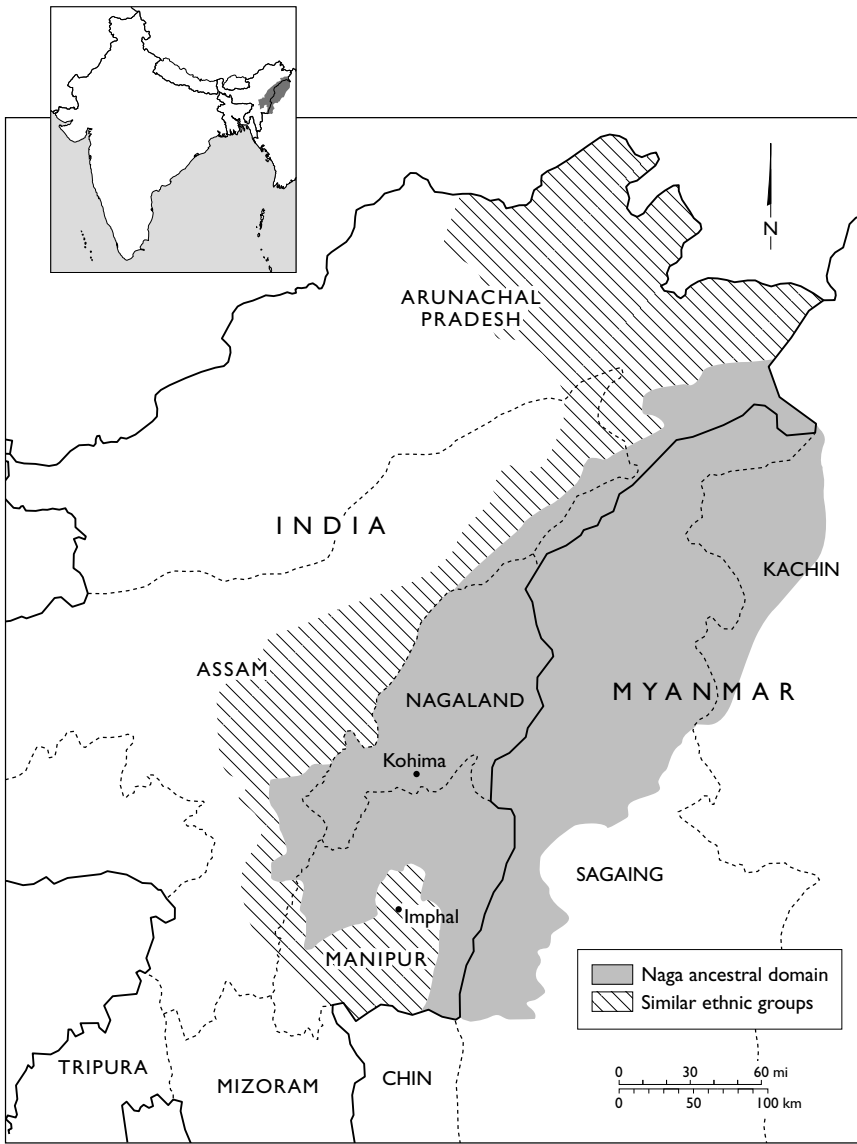 N
ARUNACHAL
PRADESH
INDIA
KACHIN
ASSAM
NAGALAND
MYANMAR
Kohima
SAGAING
Imphal
MANIPUR
Naga ancestral domain
Similar ethnic groups
TRIPURA
MIZORAM
CHIN
0 30 60 mi
0 50 100 km